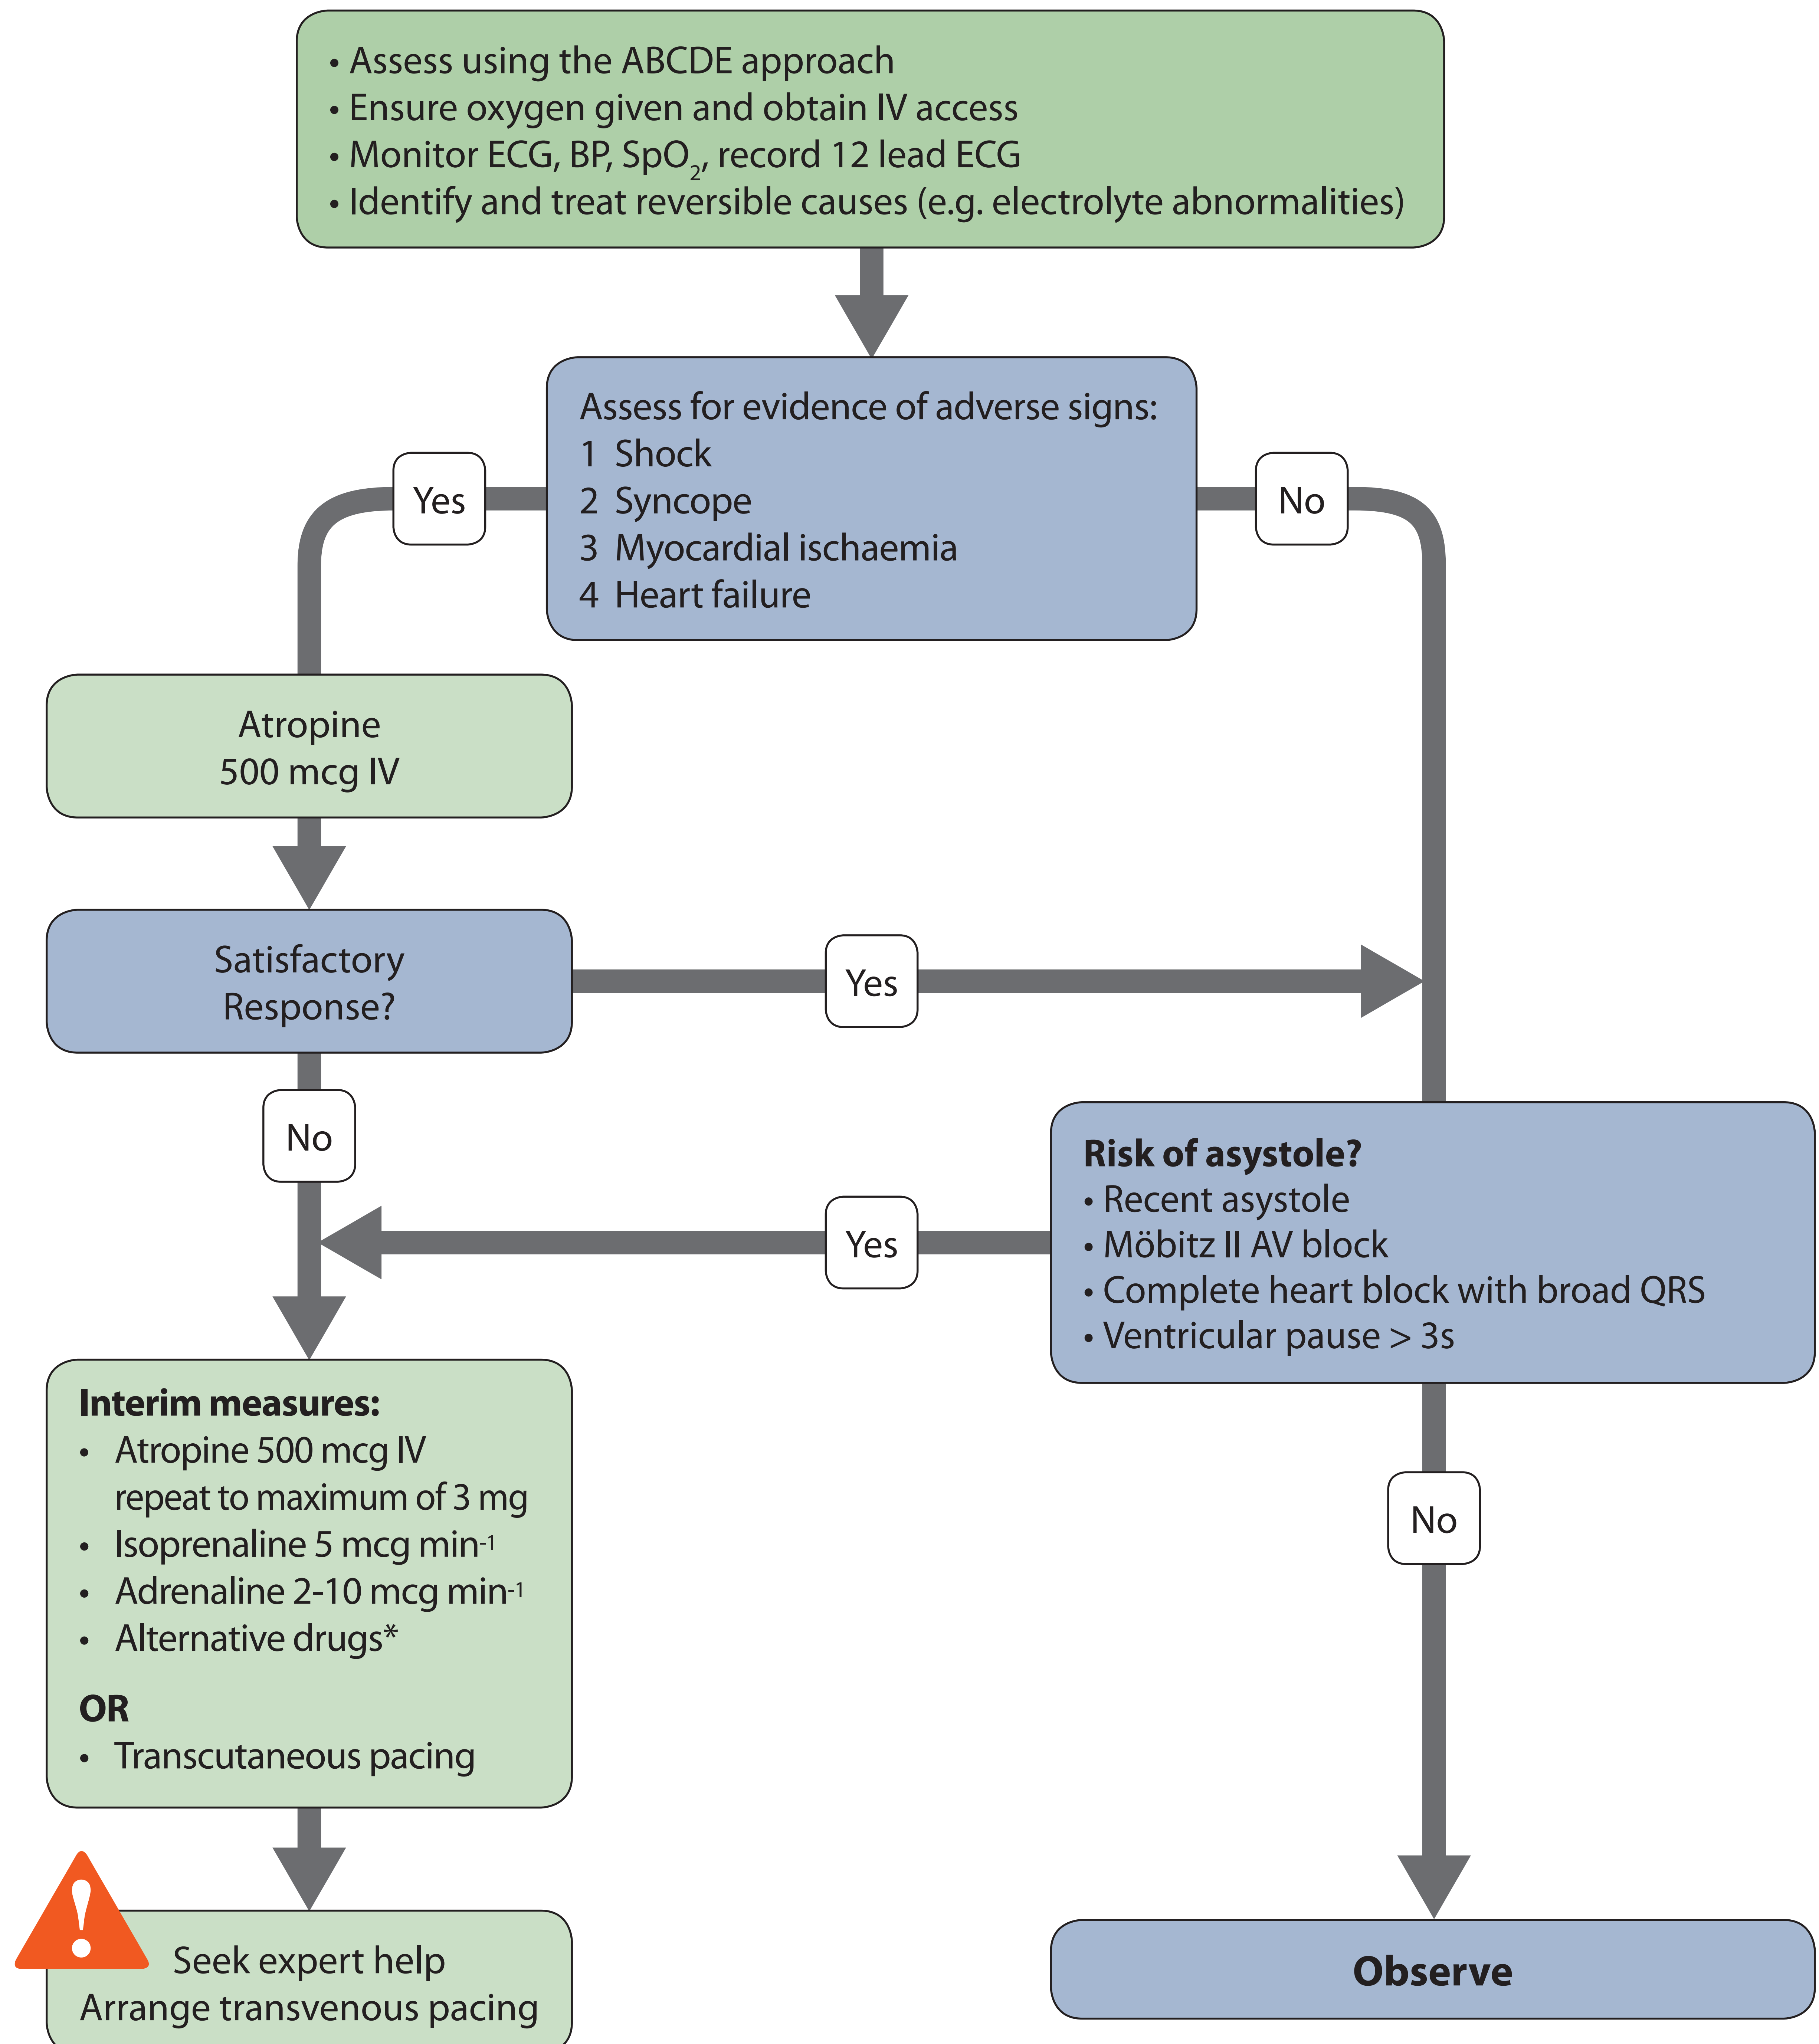 • Assess using the ABCDE approach
• Ensure oxygen given and obtain IV access
• Monitor ECG, BP, SpO₂, record 12 lead ECG
• Identify and treat reversible causes (e.g. electrolyte abnormalities)
Assess for evidence of adverse signs:
1 Shock
2 Syncope
3 Myocardial ischaemia
4 Heart failure
Yes
No
Atropine
500 mcg IV
Satisfactory
Response?
Yes
No
Risk of asystole?
• Recent asystole
• Möbitz II AV block
• Complete heart block with broad QRS
• Ventricular pause > 3s
Yes
No
Interim measures:
• Atropine 500 mcg IV
repeat to maximum of 3 mg
• Isoprenaline 5 mcg min⁻¹
• Adrenaline 2-10 mcg min⁻¹
• Alternative drugs*
OR
• Transcutaneous pacing
!
Seek expert help
Arrange transvenous pacing
Observe